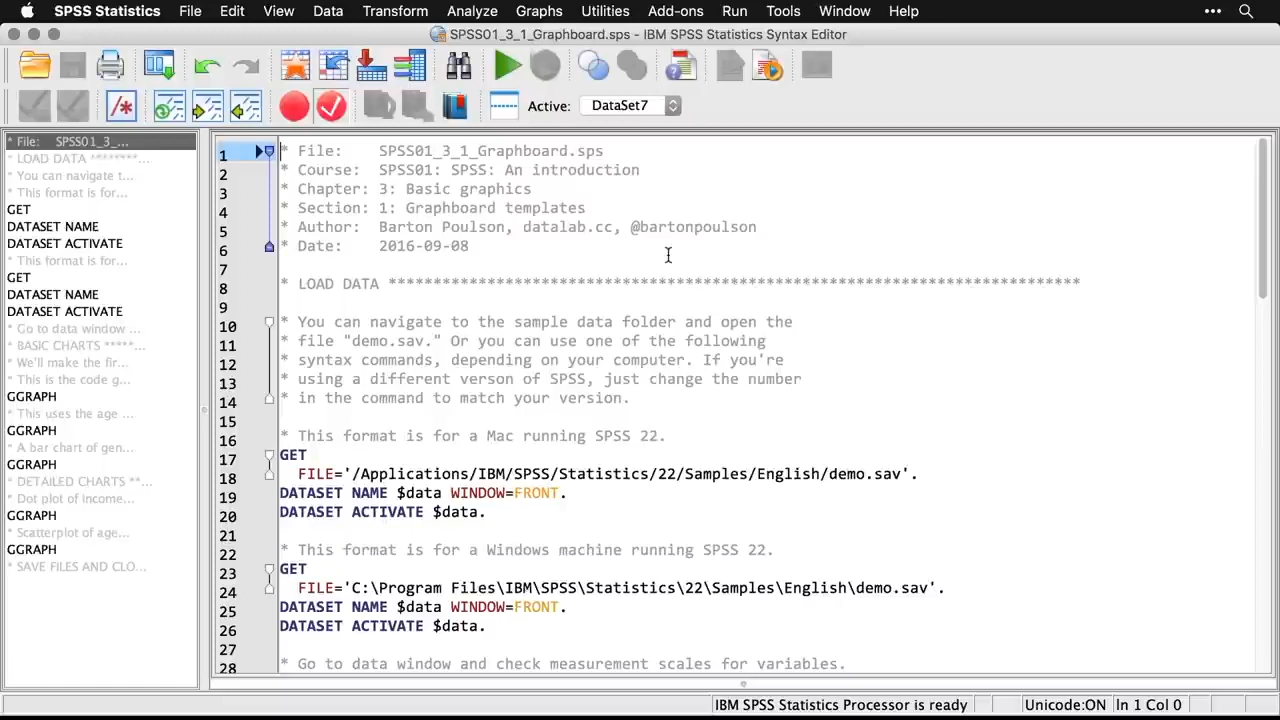 SPSS Statistics File Edit View Data Transform Analyze Graphs Utilities Add-ons Run Tools Window Help
SPSS01_3_1_Graphboard.sps - IBM SPSS Statistics Syntax Editor
Active: DataSet7
* File: SPSS01_3_...
* LOAD DATA *******...
* You can navigate t...
* This format is for...
GET
DATASET NAME
DATASET ACTIVATE
* This format is for...
GET
DATASET NAME
DATASET ACTIVATE
* Go to data window ...
* BASIC CHARTS *****...
* We'll make the fir...
* This is the code g...
GGRAPH
* This uses the age ...
GGRAPH
* A bar chart of gen...
GGRAPH
* DETAILED CHARTS **...
* Dot plot of Income...
GGRAPH
* Scatterplot of age...
GGRAPH
* SAVE FILES AND CLO...
1 * File: SPSS01_3_1_Graphboard.sps
2 * Course: SPSS01: SPSS: An introduction
3 * Chapter: 3: Basic graphics
4 * Section: 1: Graphboard templates
5 * Author: Barton Poulson, datalab.cc, @bartonpoulson
6 * Date: 2016-09-08
7
8 * LOAD DATA *****************************************************************************
9
10 * You can navigate to the sample data folder and open the
11 * file "demo.sav." Or you can use one of the following
12 * syntax commands, depending on your computer. If you're
13 * using a different verson of SPSS, just change the number
14 * in the command to match your version.
15
16 * This format is for a Mac running SPSS 22.
17 GET
18 FILE='/Applications/IBM/SPSS/Statistics/22/Samples/English/demo.sav'.
19 DATASET NAME $data WINDOW=FRONT.
20 DATASET ACTIVATE $data.
21
22 * This format is for a Windows machine running SPSS 22.
23 GET
24 FILE='C:\Program Files\IBM\SPSS\Statistics\22\Samples\English\demo.sav'.
25 DATASET NAME $data WINDOW=FRONT.
26 DATASET ACTIVATE $data.
27
28 * Go to data window and check measurement scales for variables.
IBM SPSS Statistics Processor is ready Unicode:ON In 1 Col 0